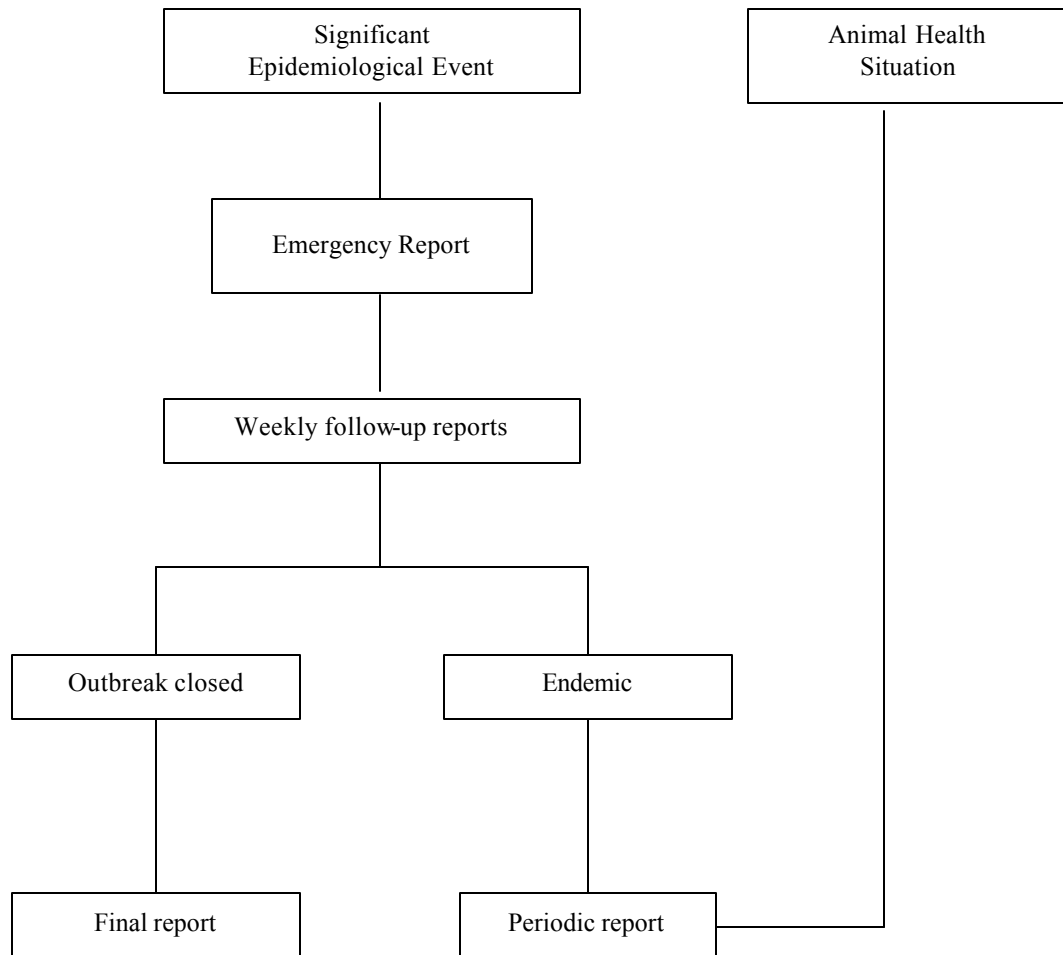 Significant
Epidemiological Event
Animal Health
Situation
Emergency Report
Weekly follow-up reports
Outbreak closed
Endemic
Final report
Periodic report